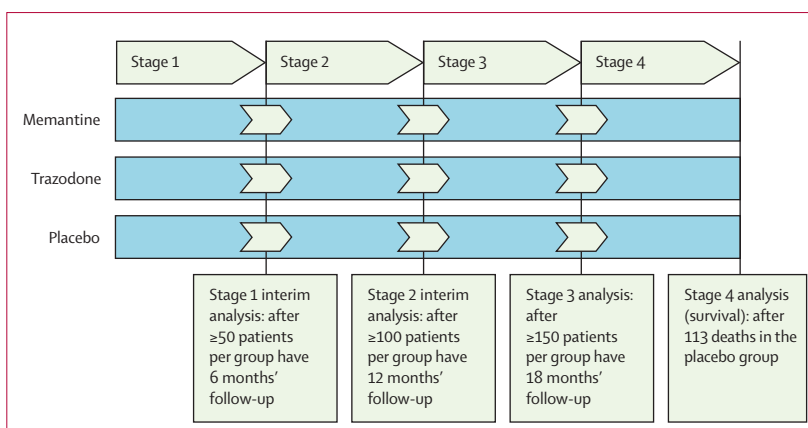 Stage 1
Stage 2
Stage 3
Stage 4
Memantine
Trazodone
Placebo
Stage 1 interim
analysis: after
≥50 patients
per group have
6 months’
follow-up
Stage 2 interim
analysis: after
≥100 patients
per group have
12 months’
follow-up
Stage 3 analysis:
after
≥150 patients
per group have
18 months’
follow-up
Stage 4 analysis
(survival): after
113 deaths in the
placebo group